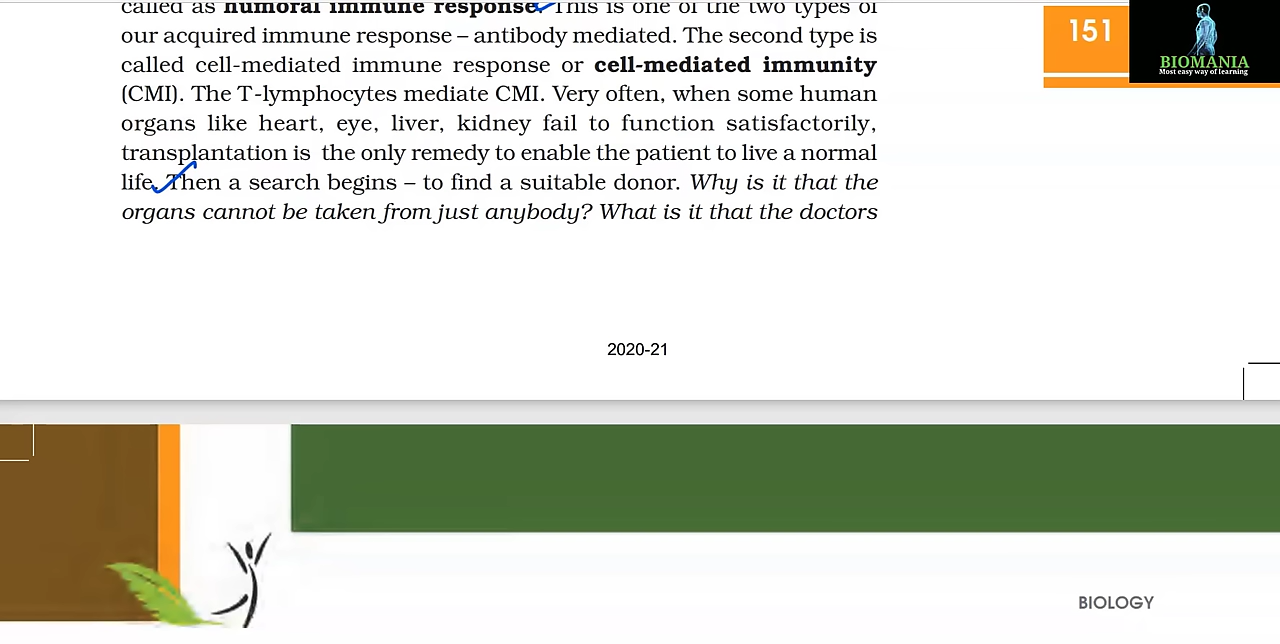 called as humoral immune response. This is one of the two types of
our acquired immune response – antibody mediated. The second type is
called cell-mediated immune response or cell-mediated immunity
(CMI). The T-lymphocytes mediate CMI. Very often, when some human
organs like heart, eye, liver, kidney fail to function satisfactorily,
transplantation is the only remedy to enable the patient to live a normal
life. Then a search begins – to find a suitable donor. Why is it that the
organs cannot be taken from just anybody? What is it that the doctors
151
BIOMANIA
Most easy way of learning
2020-21
BIOLOGY